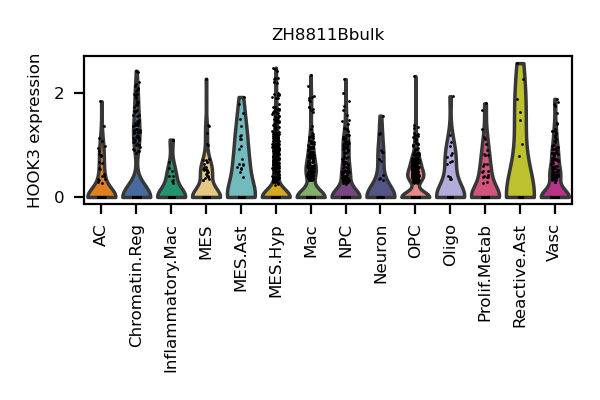 ZH8811Bbulk
HOOK3 expression
2
0
AC
Chromatin.Reg
Inflammatory.Mac
MES
MES.Ast
MES.Hyp
Mac
NPC
Neuron
OPC
Oligo
Prolif.Metab
Reactive.Ast
Vasc